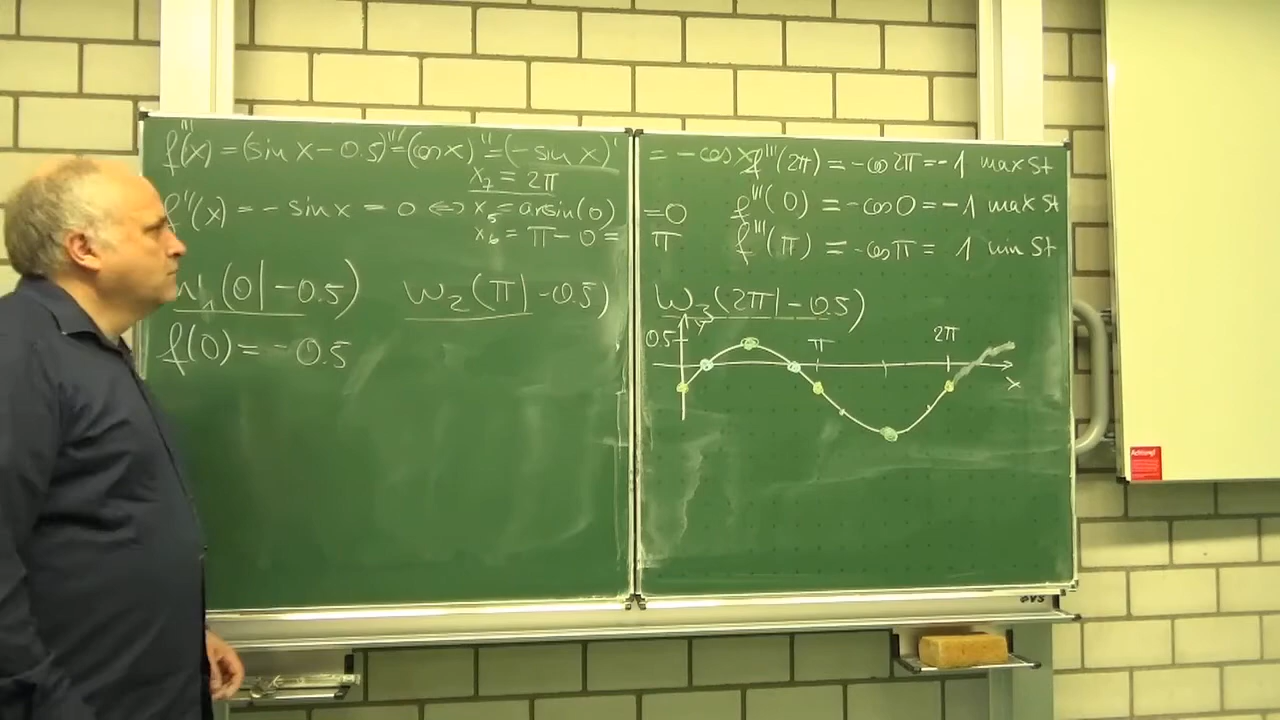 f'''(x) = (sin x - 0.5)''' = (cos x)'' = (-sin x)' = -cos x
f'''(2π) = -cos 2π = -1 max St
x₇ = 2π
f''(x) = -sin x = 0 ⇔ x₅ = arsin(0) = 0
f'''(0) = -cos 0 = -1 max St
x₆ = π - 0 = π
f'''(π) = -cos π = 1 min St
W₁(0|-0.5) W₂(π|-0.5) W₃(2π|-0.5)
f(0) = -0.5
y
0.5
π
2π
x
Achtung!